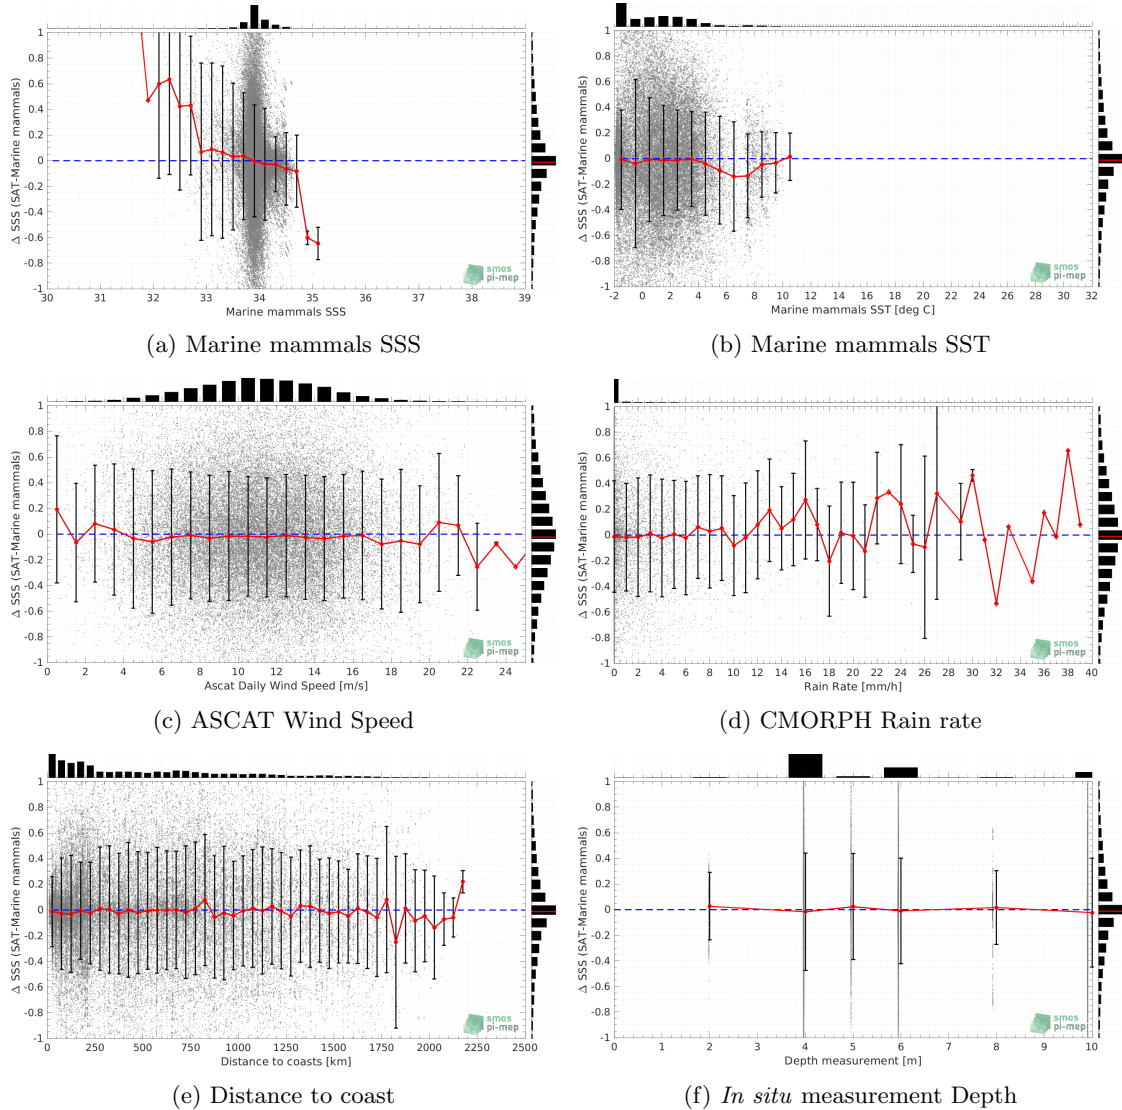 1
0.8
0.6
0.4
0.2
0
-0.2
-0.4
-0.6
-0.8
-1
Δ SSS (SAT-Marine mammals)
30 31 32 33 34 35 36 37 38 39
Marine mammals SSS
smos
pi-mep
(a) Marine mammals SSS
1
0.8
0.6
0.4
0.2
0
-0.2
-0.4
-0.6
-0.8
-1
Δ SSS (SAT-Marine mammals)
-2 0 2 4 6 8 10 12 14 16 18 20 22 24 26 28 30 32
Marine mammals SST [deg C]
smos
pi-mep
(b) Marine mammals SST
1
0.8
0.6
0.4
0.2
0
-0.2
-0.4
-0.6
-0.8
-1
Δ SSS (SAT-Marine mammals)
0 2 4 6 8 10 12 14 16 18 20 22 24
Ascat Daily Wind Speed [m/s]
smos
pi-mep
(c) ASCAT Wind Speed
1
0.8
0.6
0.4
0.2
0
-0.2
-0.4
-0.6
-0.8
-1
Δ SSS (SAT-Marine mammals)
0 2 4 6 8 10 12 14 16 18 20 22 24 26 28 30 32 34 36 38 40
Rain Rate [mm/h]
smos
pi-mep
(d) CMORPH Rain rate
1
0.8
0.6
0.4
0.2
0
-0.2
-0.4
-0.6
-0.8
-1
Δ SSS (SAT-Marine mammals)
0 250 500 750 1000 1250 1500 1750 2000 2250 2500
Distance to coasts [km]
smos
pi-mep
(e) Distance to coast
1
0.8
0.6
0.4
0.2
0
-0.2
-0.4
-0.6
-0.8
-1
Δ SSS (SAT-Marine mammals)
0 1 2 3 4 5 6 7 8 9 10
Depth measurement [m]
smos
pi-mep
(f) In situ measurement Depth